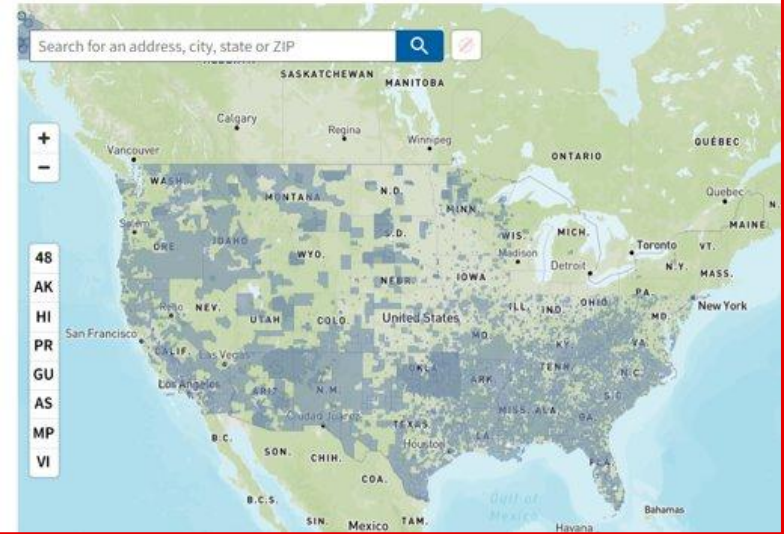 Search for an address, city, state or ZIP
SASKATCHEWAN
MANITOBA
Calgary
Regina
Winnipeg
ONTARIO
QUÉBEC
Vancouver
+
−
WASH.
MONTANA
N.D.
MINN.
Quebec
N.
MAINE
Salem
ORE.
IDAHO
S.D.
WIS.
MICH.
Toronto
VT.
WYO.
Madison
Detroit
N.Y.
MASS.
48
AK
HI
PR
GU
AS
MP
VI
NEBR.
IOWA
PA.
Reno
NEV.
UTAH
COLO.
United States
ILL.
IND.
OHIO
MD.
New York
San Francisco
CALIF.
Las Vegas
MO.
KY.
VA.
Los Angeles
ARIZ.
N.M.
OKLA.
ARK.
TENN.
N.C.
S.C.
Ciudad Juárez
TEXAS
MISS.
ALA.
GA.
B.C.
SON.
CHIH.
Houston
LA.
FLA.
COA.
B.C.S.
Gulf of
Mexico
Bahamas
SIN.
Mexico
TAM.
Havana